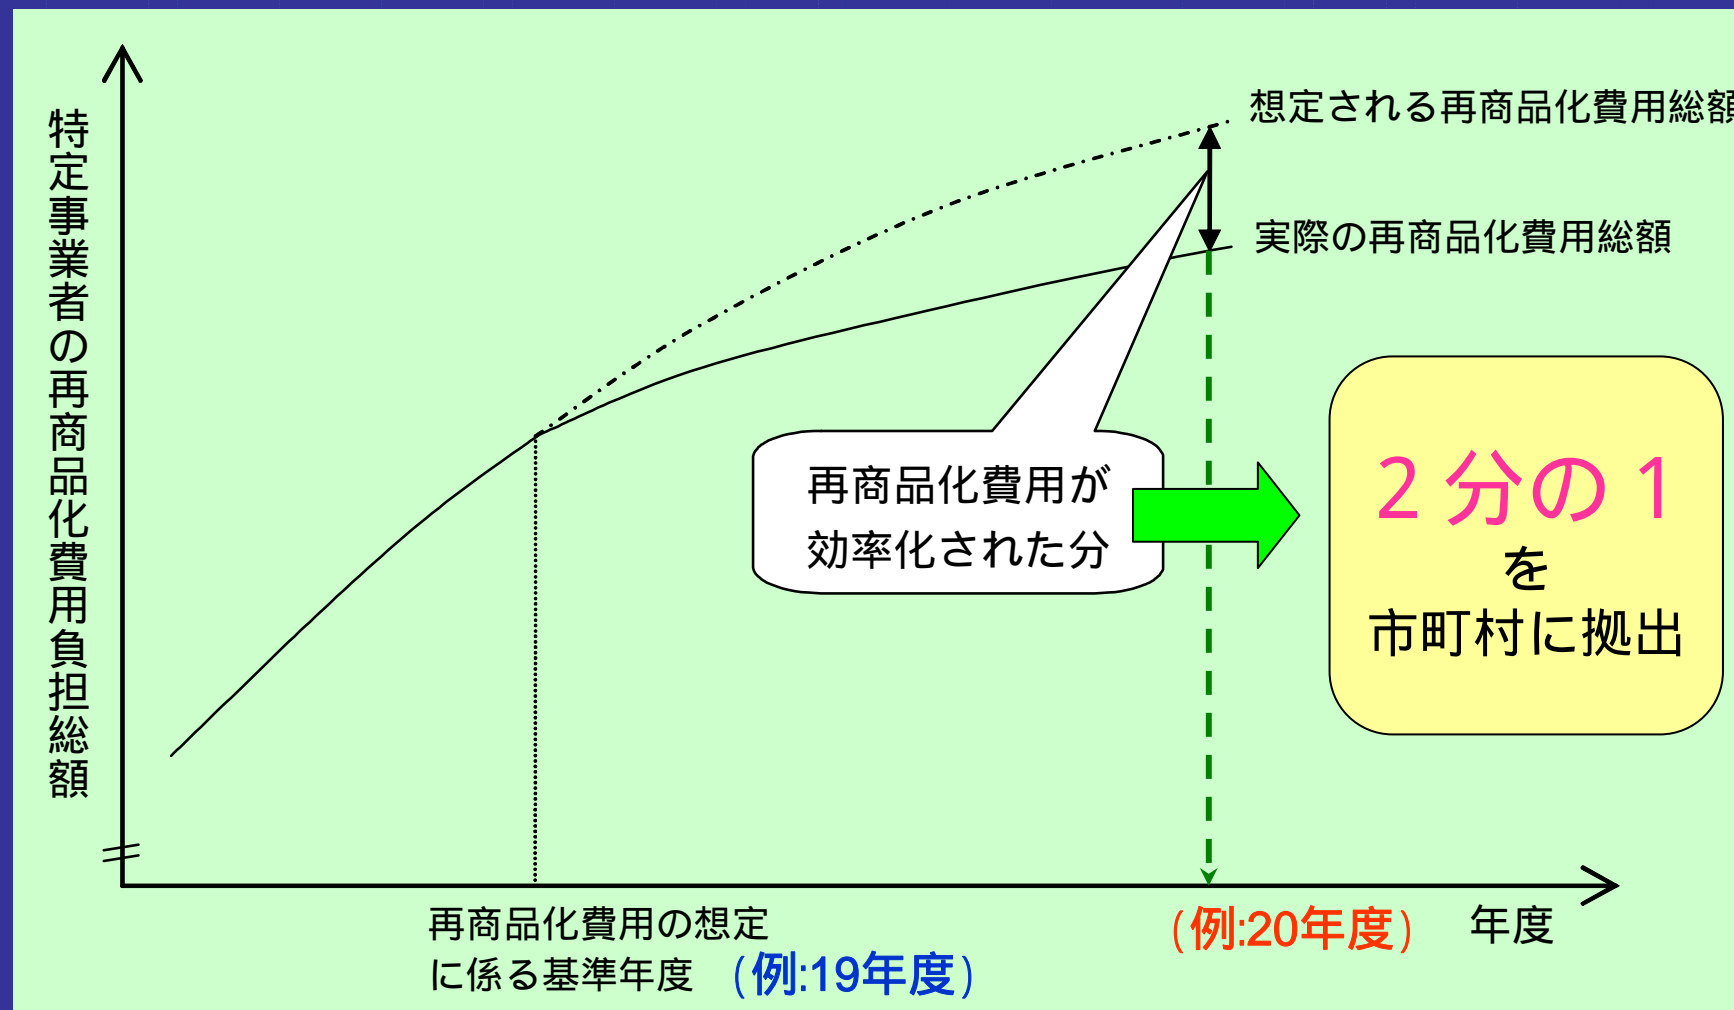 特定事業者の再商品化費用負担総額
想定される再商品化費用総額
実際の再商品化費用総額
再商品化費用が
効率化された分
2分の1
を
市町村に拠出
再商品化費用の想定
に係る基準年度 (例:19年度)
(例:20年度)
年度